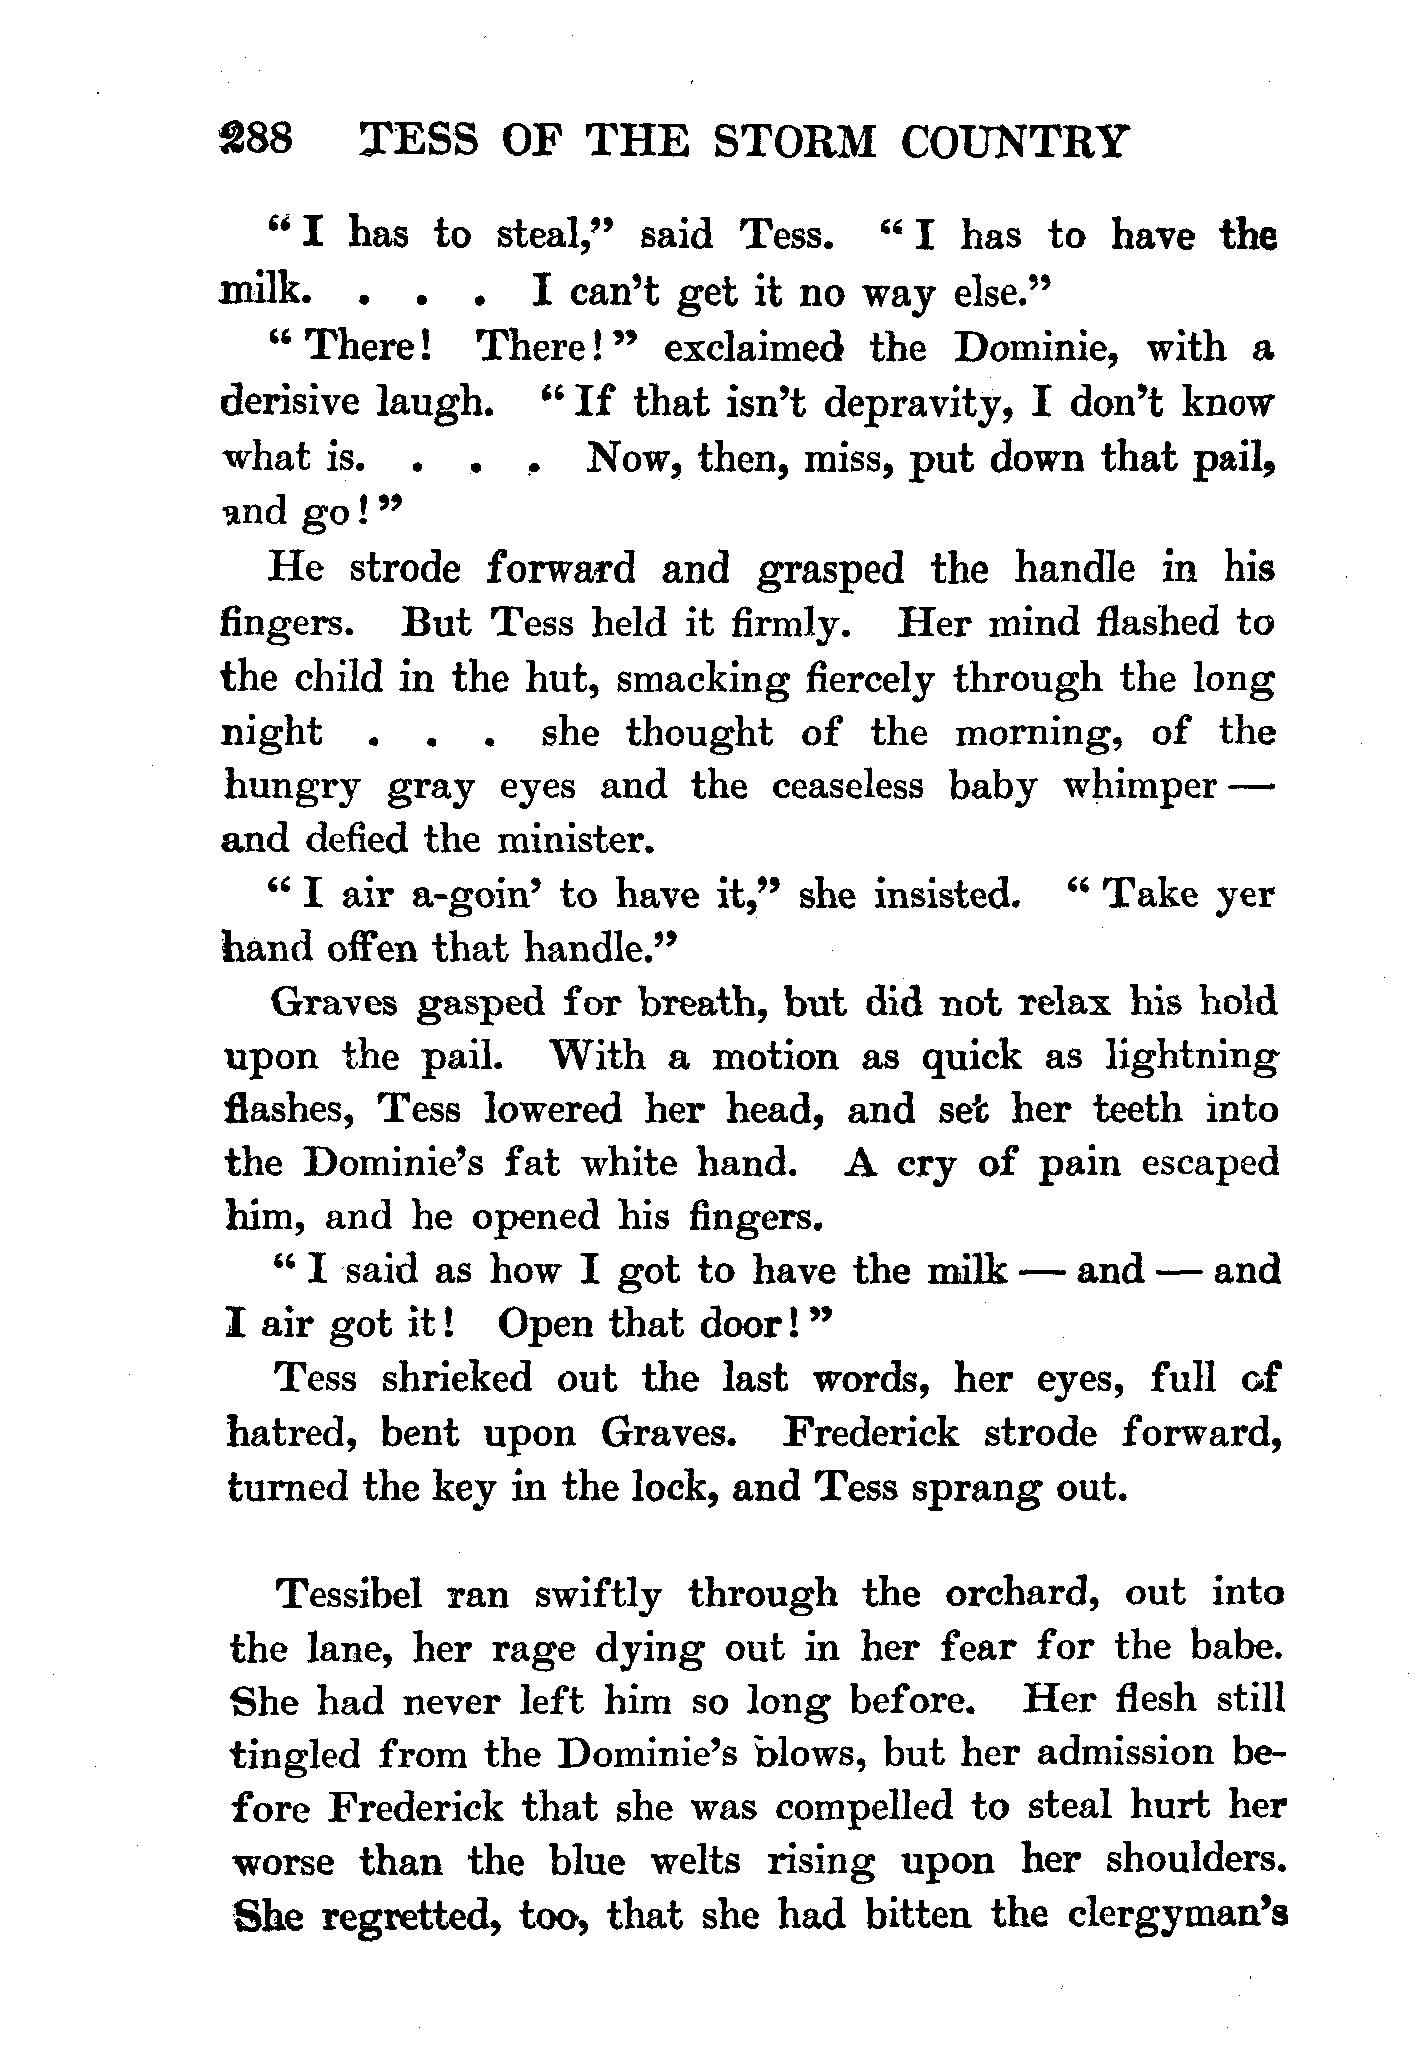 288 TESS OF THE STORM COUNTRY
"I has to steal," said Tess. "I has to have the
milk. . . . I can't get it no way else."
"There! There!" exclaimed the Dominie, with a
derisive laugh. "If that isn't depravity, I don't know
what is. . . . Now, then, miss, put down that pail,
and go!"
He strode forward and grasped the handle in his
fingers. But Tess held it firmly. Her mind flashed to
the child in the hut, smacking fiercely through the long
night . . . she thought of the morning, of the
hungry gray eyes and the ceaseless baby whimper —
and defied the minister.
"I air a-goin' to have it," she insisted. "Take yer
hand offen that handle."
Graves gasped for breath, but did not relax his hold
upon the pail. With a motion as quick as lightning
flashes, Tess lowered her head, and set her teeth into
the Dominie's fat white hand. A cry of pain escaped
him, and he opened his fingers.
"I said as how I got to have the milk — and — and
I air got it! Open that door!"
Tess shrieked out the last words, her eyes, full of
hatred, bent upon Graves. Frederick strode forward,
turned the key in the lock, and Tess sprang out.
Tessibel ran swiftly through the orchard, out into
the lane, her rage dying out in her fear for the babe.
She had never left him so long before. Her flesh still
tingled from the Dominie's blows, but her admission be-
fore Frederick that she was compelled to steal hurt her
worse than the blue welts rising upon her shoulders.
She regretted, too, that she had bitten the clergyman's